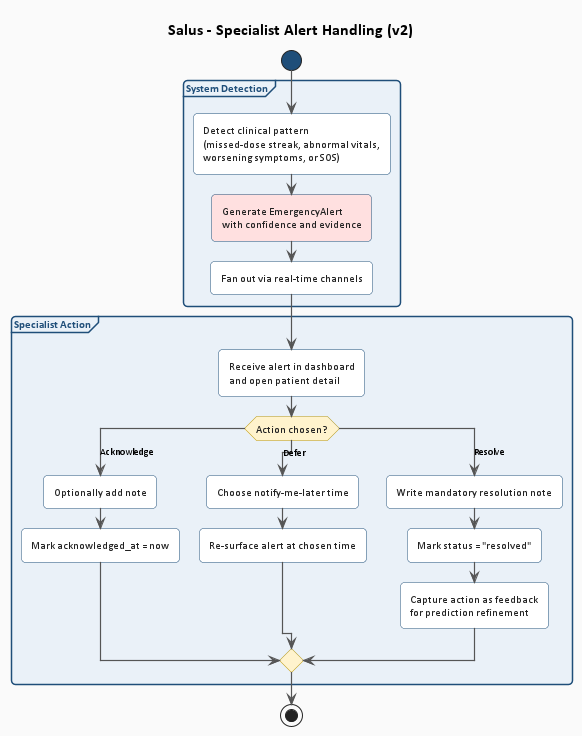 Salus - Specialist Alert Handling (v2)
System Detection
Detect clinical pattern
(missed-dose streak, abnormal vitals,
worsening symptoms, or SOS)
Generate EmergencyAlert
with confidence and evidence
Fan out via real-time channels
Specialist Action
Receive alert in dashboard
and open patient detail
Action chosen?
Acknowledge
Defer
Resolve
Optionally add note
Choose notify-me-later time
Write mandatory resolution note
Mark acknowledged_at = now
Re-surface alert at chosen time
Mark status = "resolved"
Capture action as feedback
for prediction refinement